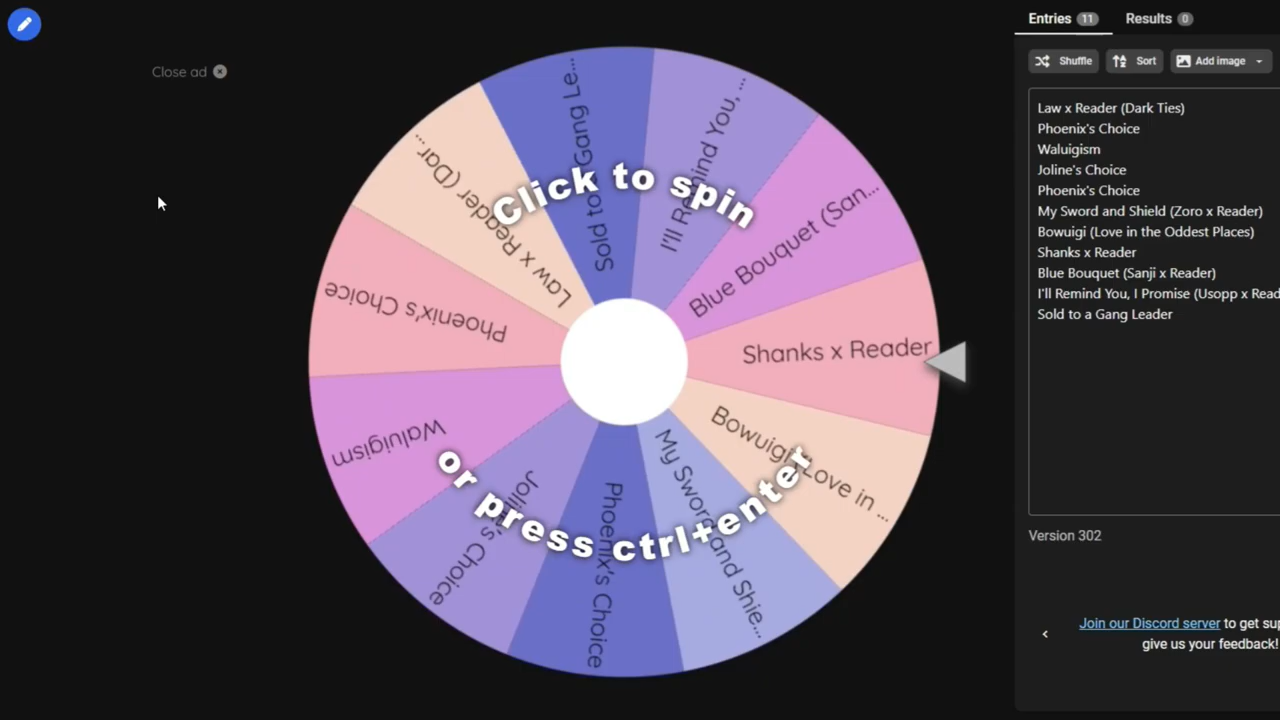 Entries 11
Results 0
Close ad
Shuffle
Sort
Add image
Law x Reader (Dark Ties)
Phoenix's Choice
Waluigism
Joline's Choice
Phoenix's Choice
My Sword and Shield (Zoro x Reader)
Bowuigi (Love in the Oddest Places)
Shanks x Reader
Blue Bouquet (Sanji x Reader)
I'll Remind You, I Promise (Usopp x Read
Sold to a Gang Leader
Version 302
Join our Discord server to get sup
give us your feedback!
Click to spin
or press ctrl+enter
Sold to a Gang Le...
I'll Remind You, ...
Blue Bouquet (San...
Shanks x Reader
Bowuigi (Love in ...
My Sword and Shie...
Phoenix's Choice
Joline's Choice
Waluigism
Phoenix's Choice
Law x Reader (Dar...